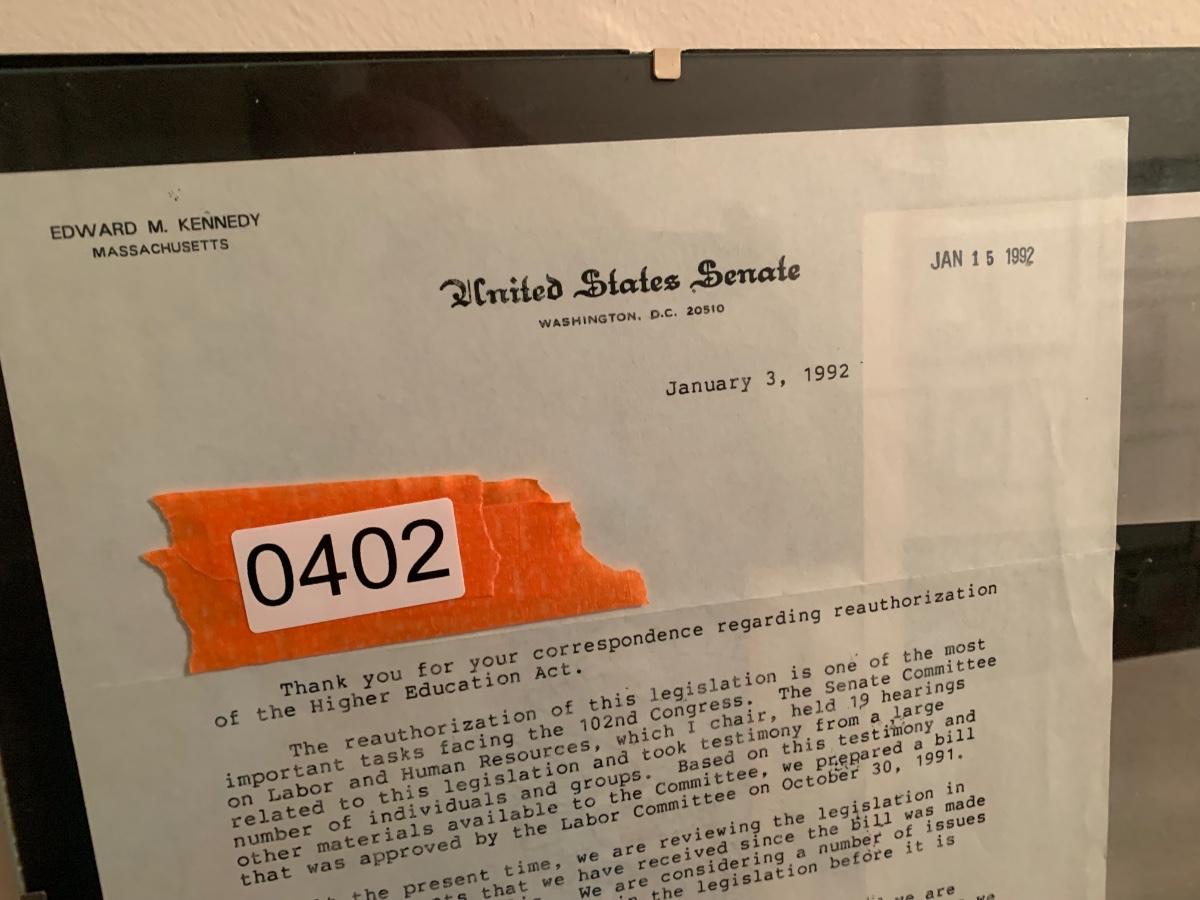 EDWARD M. KENNEDY
MASSACHUSETTS
United States Senate
WASHINGTON, D.C. 20510
JAN 15 1992
January 3, 1992
0402
Thank you for your correspondence regarding reauthorization
of the Higher Education Act.
The reauthorization of this legislation is one of the most
important tasks facing the 102nd Congress. The Senate Committee
on Labor and Human Resources, which I chair, held 19 hearings
related to this legislation and took testimony from a large
number of individuals and groups. Based on this testimony and
other materials available to the Committee, we prepared a bill
that was approved by the Labor Committee on October 30, 1991.
the present time, we are reviewing the legislation in
that we have received since the bill was made
We are considering a number of issues
the legislation before it is
we are